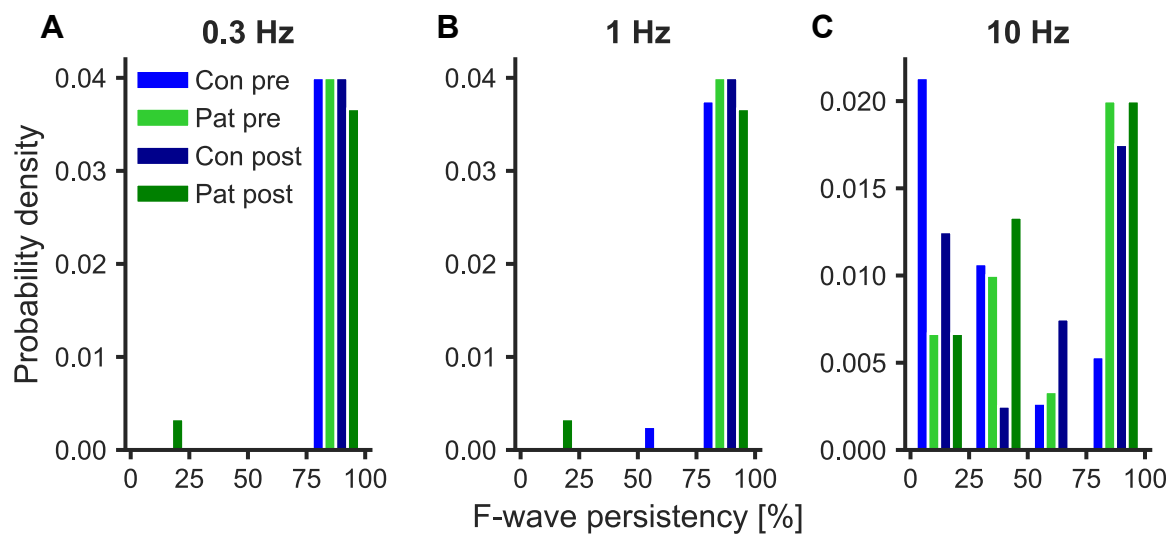 A 0.3 Hz
B 1 Hz
C 10 Hz
Probability density
0.04
0.03
0.02
0.01
0.00
Con pre
Pat pre
Con post
Pat post
0 25 50 75 100
0.04
0.03
0.02
0.01
0.00
0 25 50 75 100
0.020
0.015
0.010
0.005
0.000
0 25 50 75 100
F-wave persistency [%]